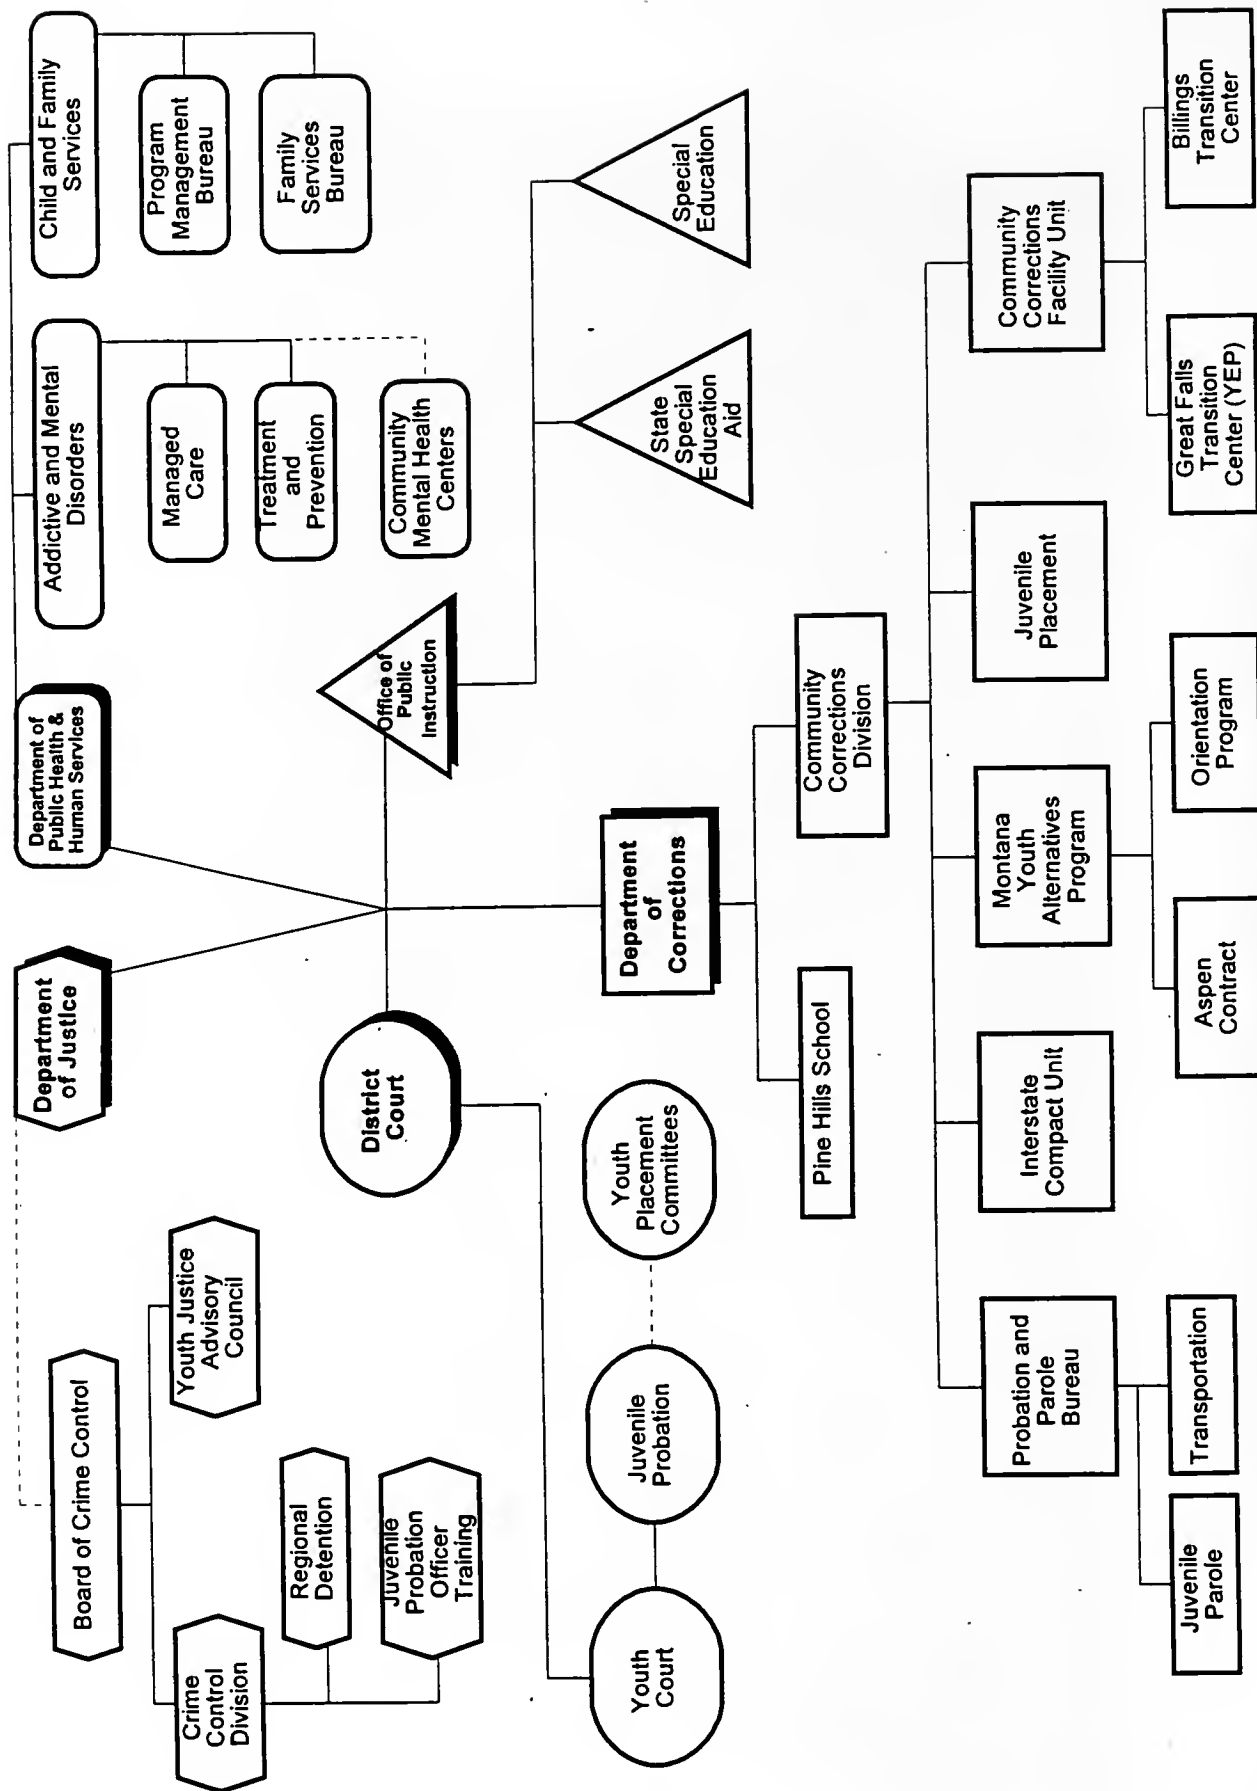 Board of Crime Control
Department
of Justice
Department of
Public Health &
Human Services
Addictive and Mental
Disorders
Child and Family
Services
Crime
Control
Division
Youth Justice
Advisory
Council
Managed
Care
Program
Management
Bureau
Regional
Detention
Treatment
and
Prevention
Family
Services
Bureau
Juvenile
Probation
Officer
Training
District
Court
Office of
Public
Instruction
Community
Mental Health
Centers
Youth
Court
Juvenile
Probation
Youth
Placement
Committees
Department
of
Corrections
State
Special
Education
Aid
Special
Education
Pine Hills School
Community
Corrections
Division
Probation and
Parole
Bureau
Interstate
Compact Unit
Montana
Youth
Alternatives
Program
Juvenile
Placement
Community
Corrections
Facility Unit
Juvenile
Parole
Transportation
Aspen
Contract
Orientation
Program
Great Falls
Transition
Center (YEP)
Billings
Transition
Center